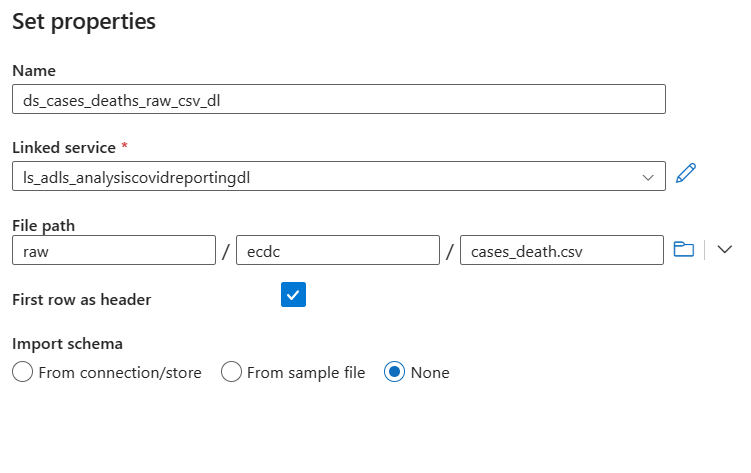 Set properties
Name
ds_cases_deaths_raw_csv_dl
Linked service *
ls_adls_analysiscovidreportingdl
File path
raw / ecdc / cases_death.csv
First row as header
Import schema
From connection/store From sample file None